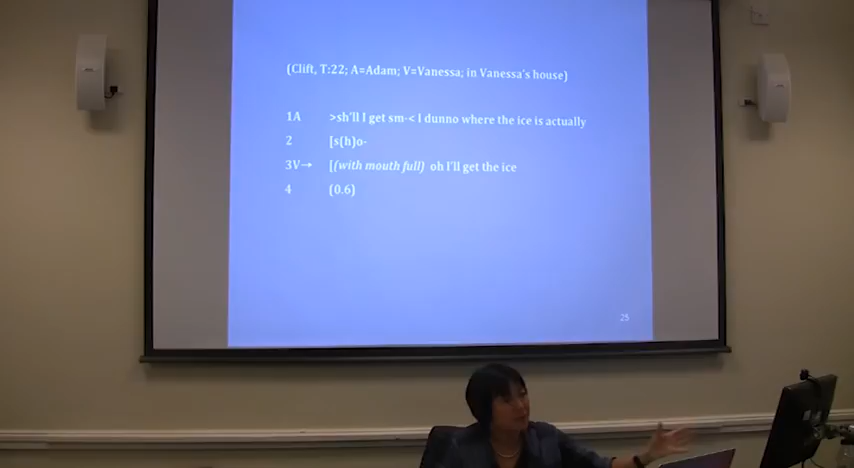 (Clift, T:22; A=Adam; V=Vanessa; in Vanessa's house)
1A >sh'll I get sm-< I dunno where the ice is actually
2 [s(h)o-
3V→ [(with mouth full) oh I'll get the ice
4 (0.6)
25